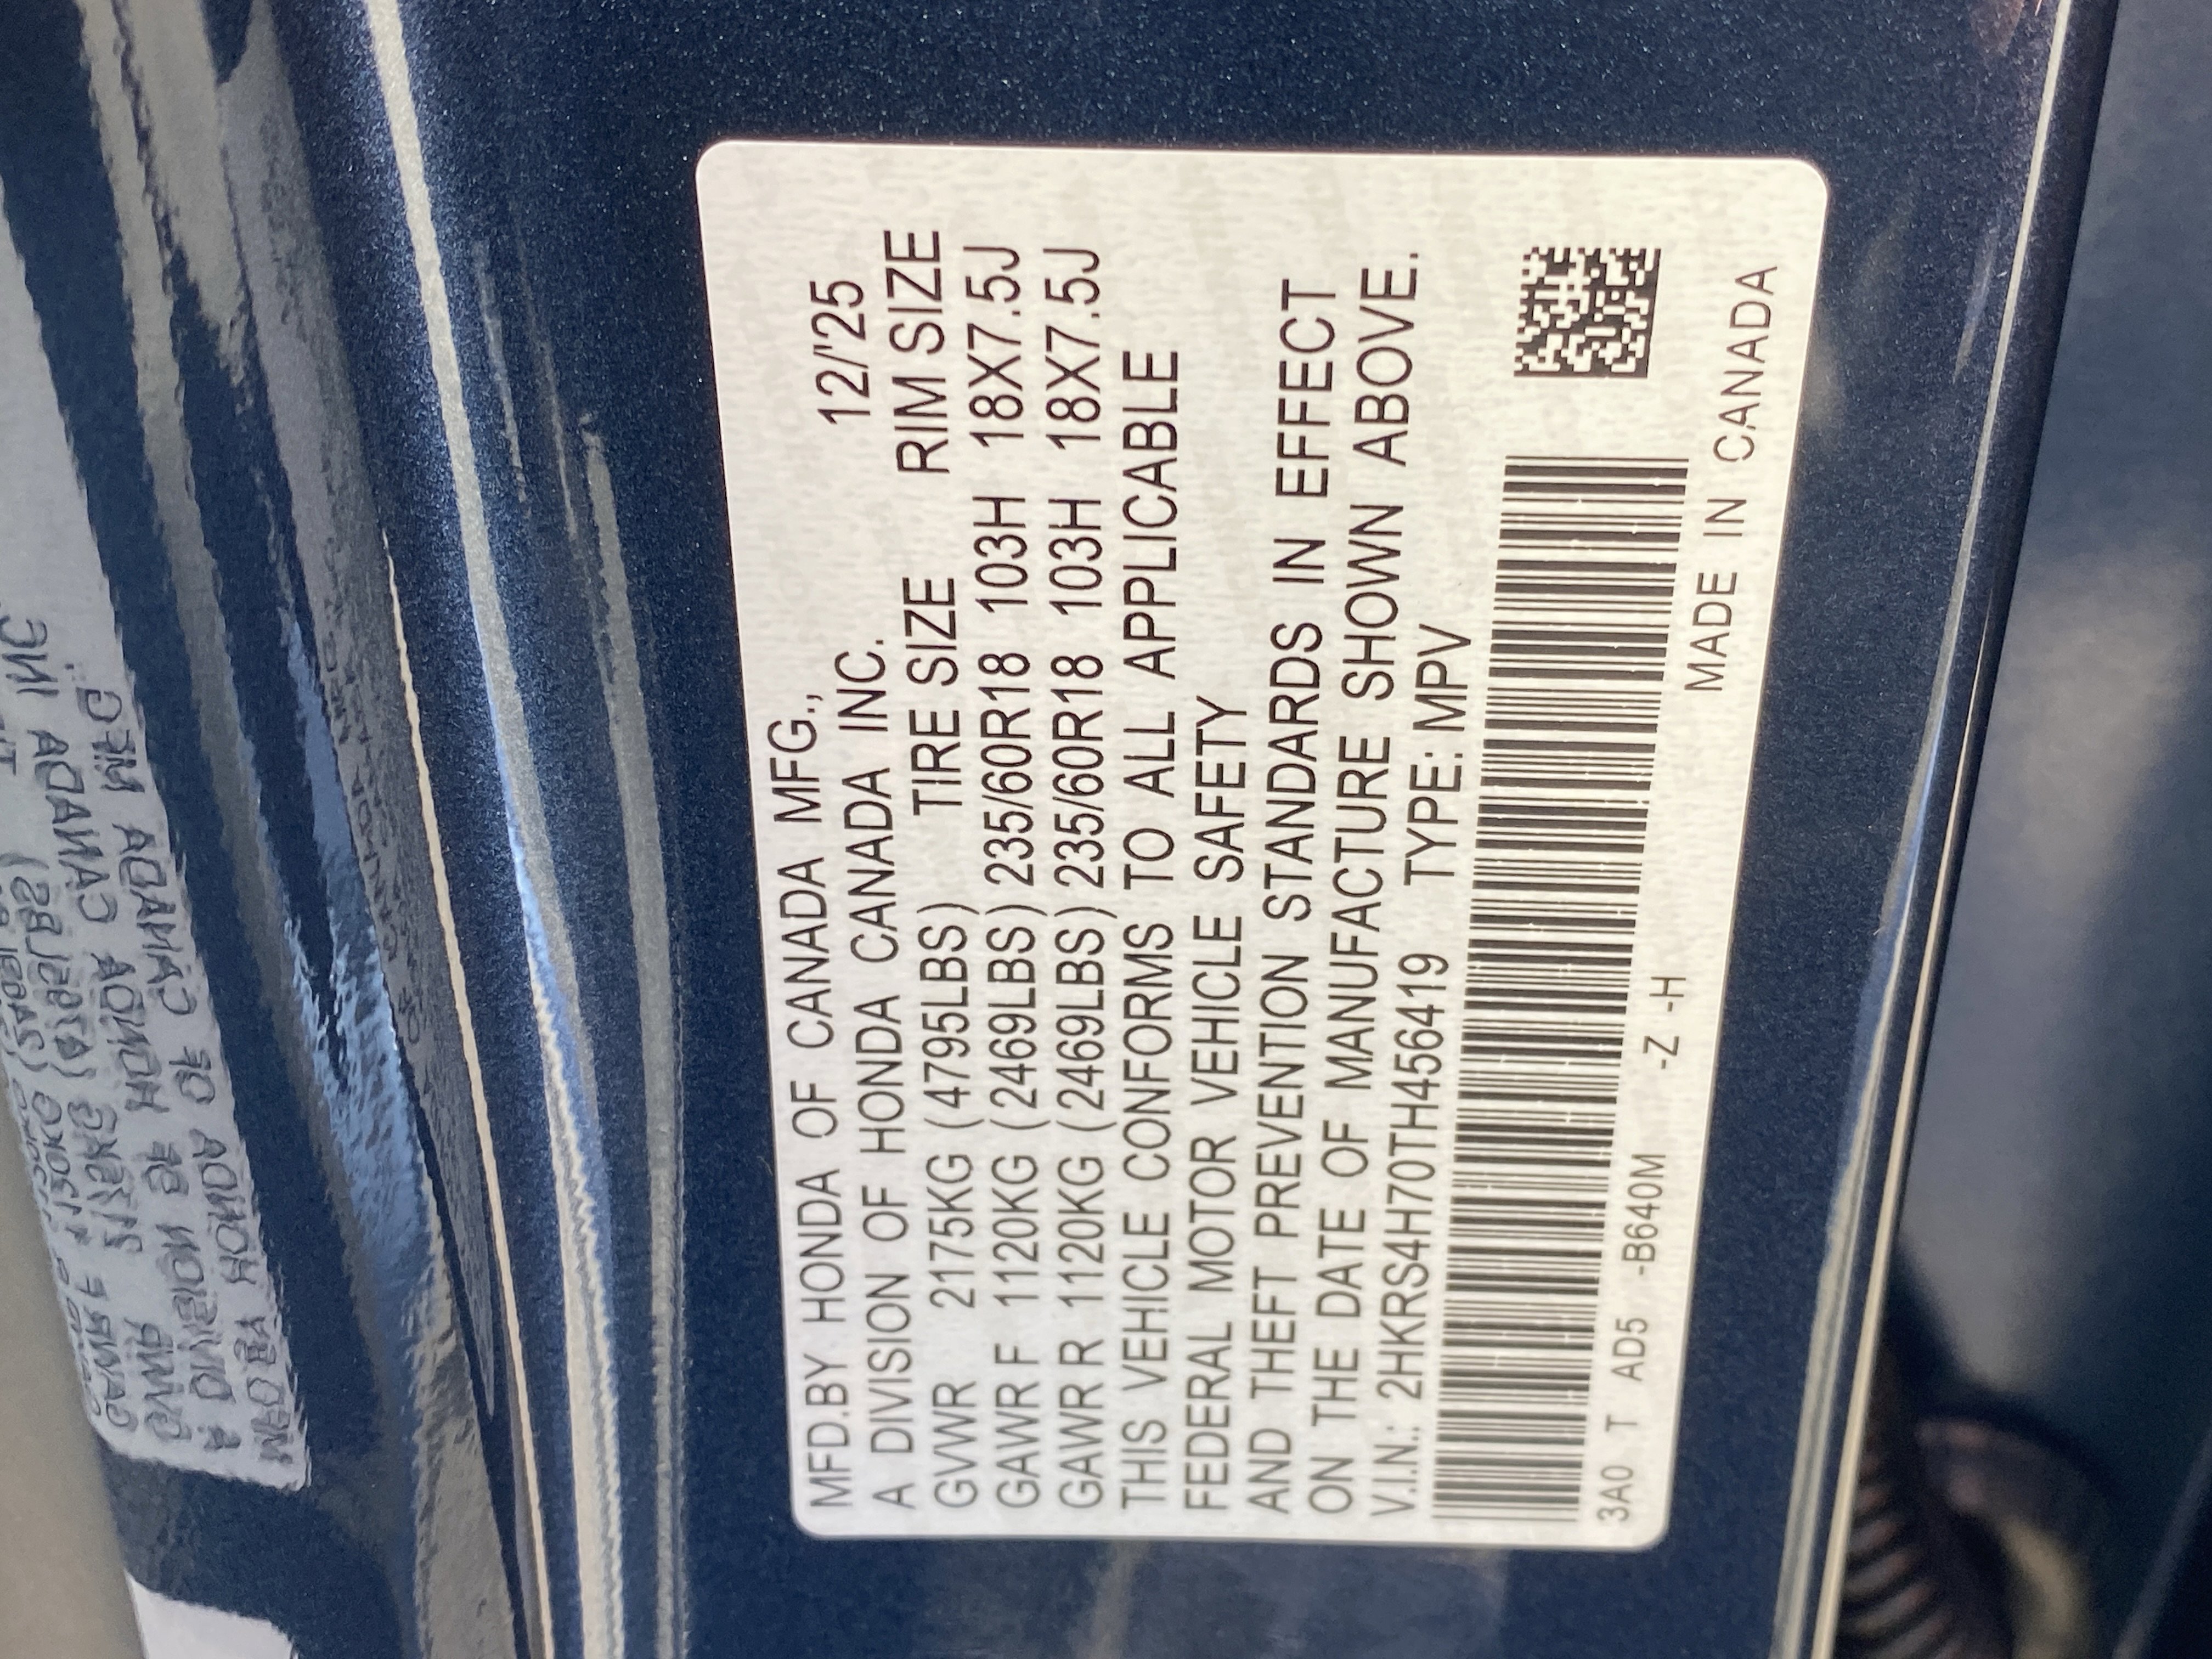 MFD.BY HONDA OF CANADA MFG.,
A DIVISION OF HONDA CANADA INC. 12/'25
TIRE SIZE RIM SIZE
GVWR 2175KG (4795LBS)
GAWR F 1120KG (2469LBS) 235/60R18 103H 18X7.5J
GAWR R 1120KG (2469LBS) 235/60R18 103H 18X7.5J
THIS VEHICLE CONFORMS TO ALL APPLICABLE
FEDERAL MOTOR VEHICLE SAFETY
AND THEFT PREVENTION STANDARDS IN EFFECT
ON THE DATE OF MANUFACTURE SHOWN ABOVE.
V.I.N.: 2HKRS4H70TH456419 TYPE: MPV
3A0 T AD5 -B640M -Z -H
MADE IN CANADA